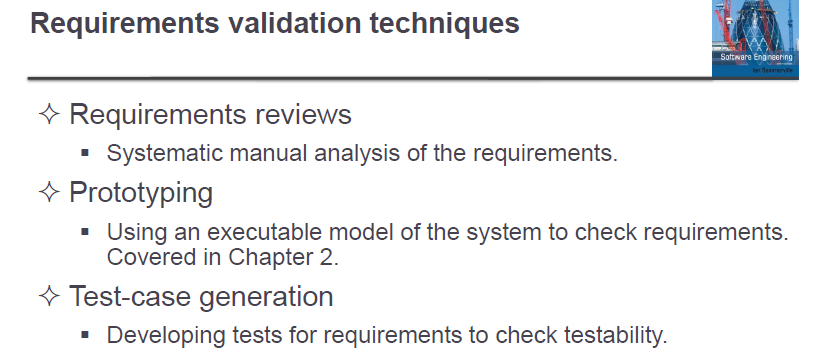 Requirements validation techniques
Software Engineering
Ian Sommerville
✧ Requirements reviews
▪ Systematic manual analysis of the requirements.
✧ Prototyping
▪ Using an executable model of the system to check requirements.
Covered in Chapter 2.
✧ Test-case generation
▪ Developing tests for requirements to check testability.